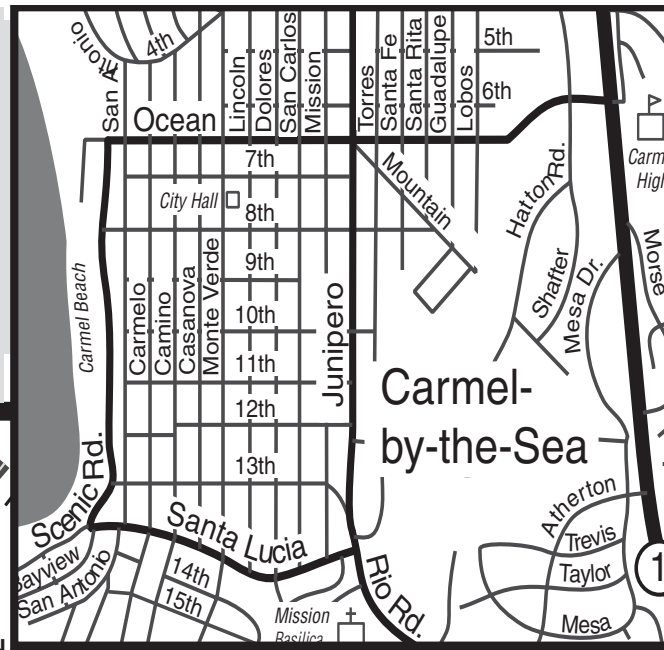 San Antonio
4th
Ocean
Lincoln
Dolores
San Carlos
Mission
Torres
Santa Fe
Santa Rita
Guadalupe
Lobos
5th
6th
7th
City Hall
8th
Mountain
Hatton Rd.
Carm
High
Carmel Beach
9th
Carmelo
Camino
Casanova
Monte Verde
10th
Junipero
Shafter
Mesa Dr.
Morse
11th
Carmel-
by-the-Sea
12th
13th
Scenic Rd.
Santa Lucia
Atherton
Trevis
Taylor
Mesa
1
Bayview
San Antonio
14th
15th
Rio Rd.
Mission
Basilica